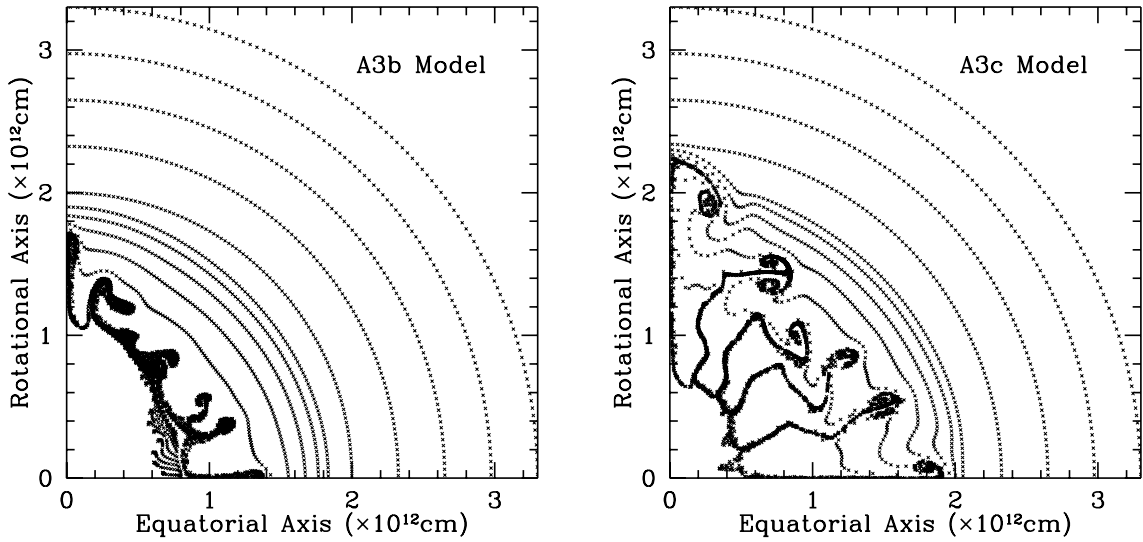 A3b Model
Rotational Axis (×10¹²cm)
3
2
1
0
0 1 2 3
Equatorial Axis (×10¹²cm)
A3c Model
Rotational Axis (×10¹²cm)
3
2
1
0
0 1 2 3
Equatorial Axis (×10¹²cm)